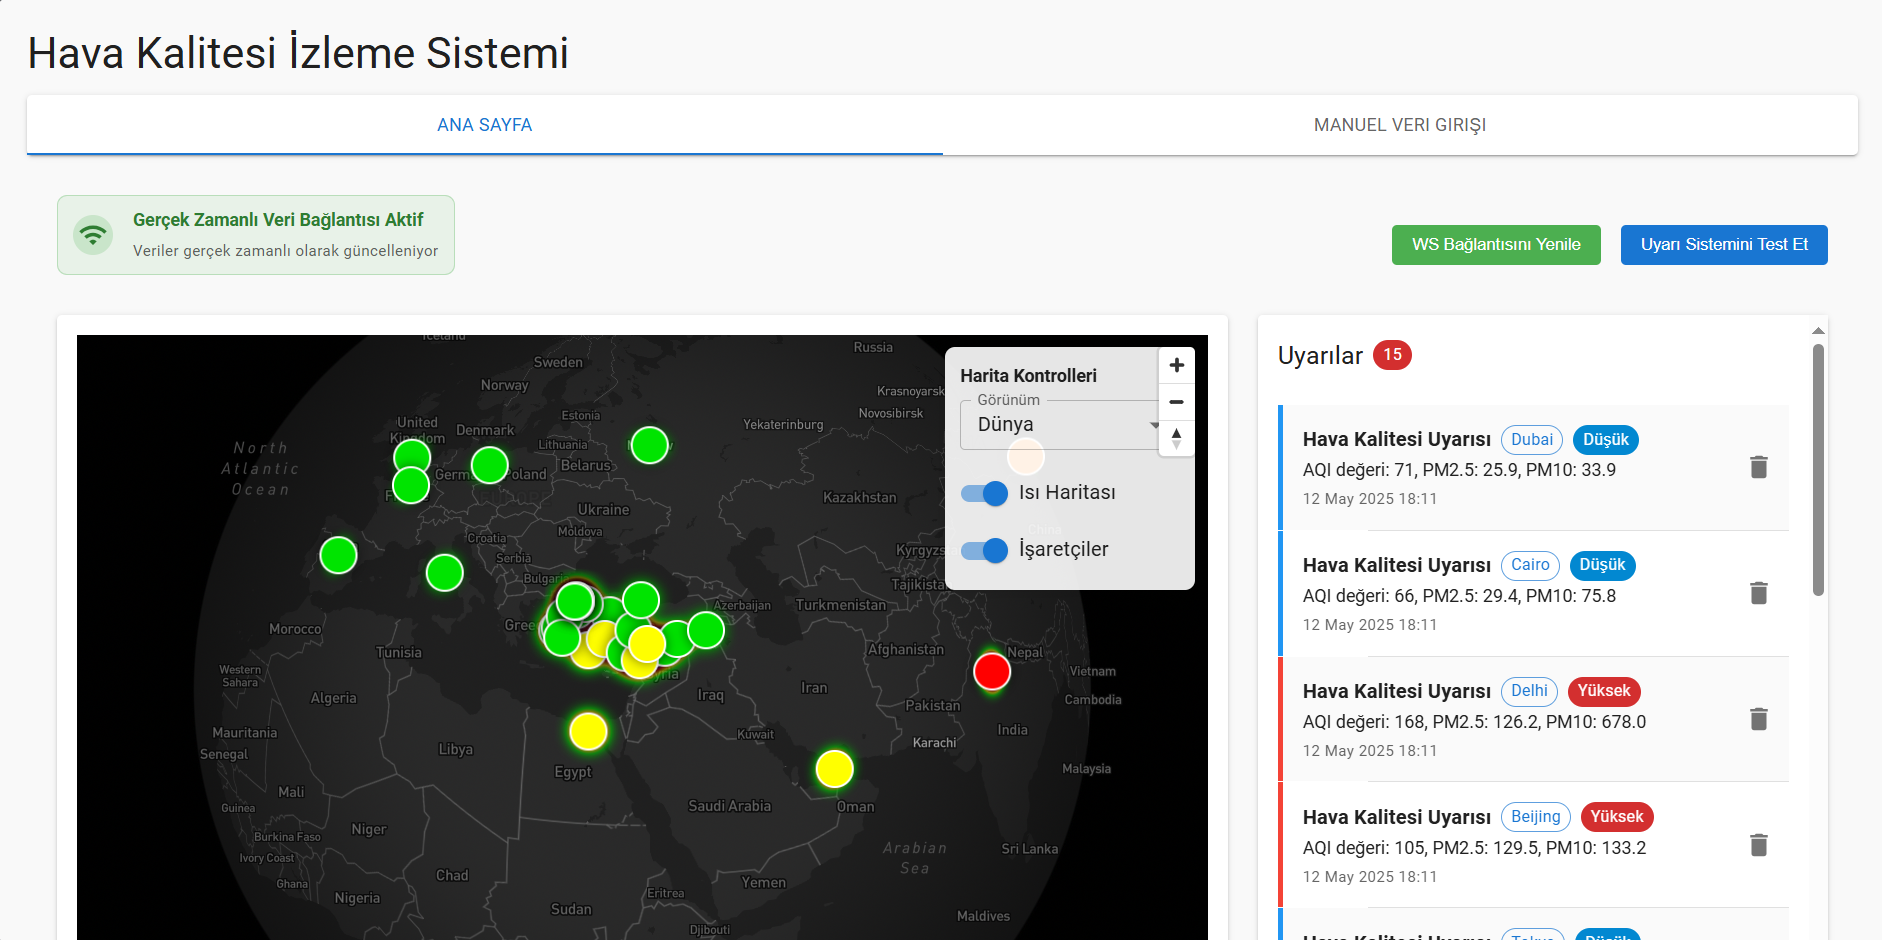 Hava Kalitesi İzleme Sistemi
ANA SAYFA
MANUEL VERI GIRIŞI
Gerçek Zamanlı Veri Bağlantısı Aktif
Veriler gerçek zamanlı olarak güncelleniyor
WS Bağlantısını Yenile
Uyarı Sistemini Test Et
Iceland
Sweden
Norway
Russia
Estonia
United
Kingdom
Denmark
Lithuania
Yekaterinburg
Krasnoyarsk
Novosibirsk
North
Atlantic
Ocean
Poland
Belarus
Kazakhstan
Ukraine
Moldova
Croatia
Serbia
Bulgaria
Azerbaijan
Turkmenistan
Morocco
Tunisia
Afghanistan
Nepal
Western
Sahara
Algeria
Iraq
Iran
Pakistan
Vietnam
Cambodia
Mauritania
Senegal
Libya
Kuwait
Karachi
India
Egypt
Malaysia
Mali
Guinea
Saudi Arabia
Oman
Burkina Faso
Niger
Ivory Coast
Arabian
Sea
Sri Lanka
Ghana
Chad
Nigeria
Yemen
Eritrea
Sudan
Maldives
Djibouti
Harita Kontrolleri
Görünüm
Dünya
Isı Haritası
China
İşaretçiler
Uyarılar 15
Hava Kalitesi Uyarısı Dubai Düşük
AQI değeri: 71, PM2.5: 25.9, PM10: 33.9
12 May 2025 18:11
Hava Kalitesi Uyarısı Cairo Düşük
AQI değeri: 66, PM2.5: 29.4, PM10: 75.8
12 May 2025 18:11
Hava Kalitesi Uyarısı Delhi Yüksek
AQI değeri: 168, PM2.5: 126.2, PM10: 678.0
12 May 2025 18:11
Hava Kalitesi Uyarısı Beijing Yüksek
AQI değeri: 105, PM2.5: 129.5, PM10: 133.2
12 May 2025 18:11
Hava Kalitesi Uyarısı Tokyo Düşük